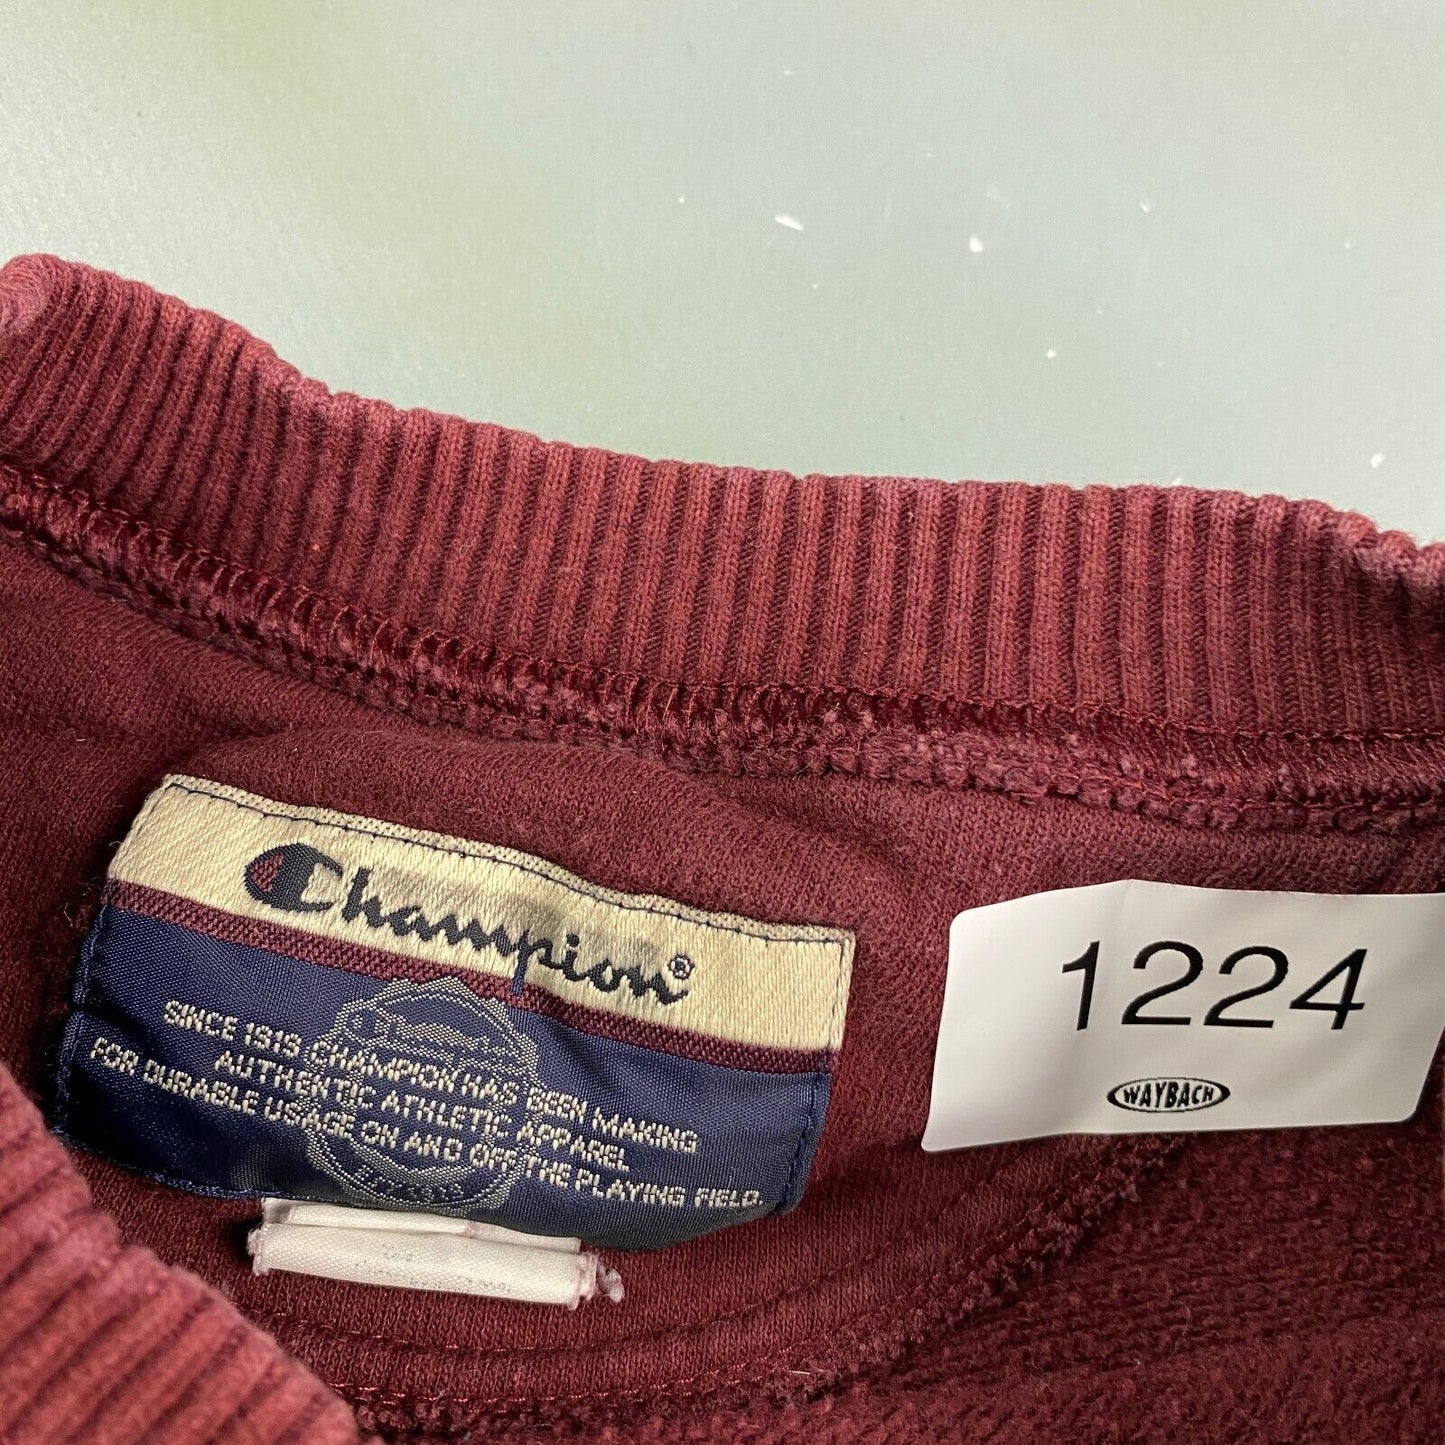 Champion®
SINCE 1919 CHAMPION HAS BEEN MAKING
AUTHENTIC ATHLETIC APPAREL
FOR DURABLE USAGE ON AND OFF THE PLAYING FIELD.
1224
WAYBACH